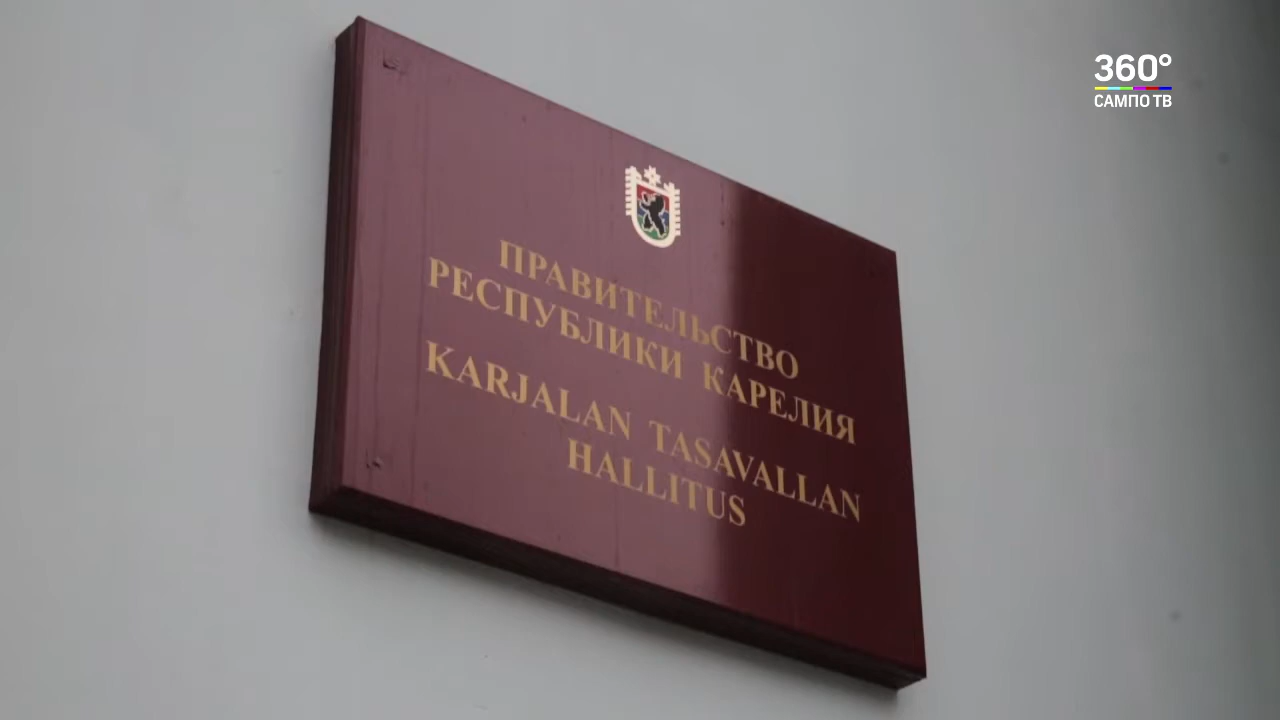 360°
САМПО ТВ
ПРАВИТЕЛЬСТВО
РЕСПУБЛИКИ КАРЕЛИЯ
KARJALAN TASAVALLAN
HALLITUS